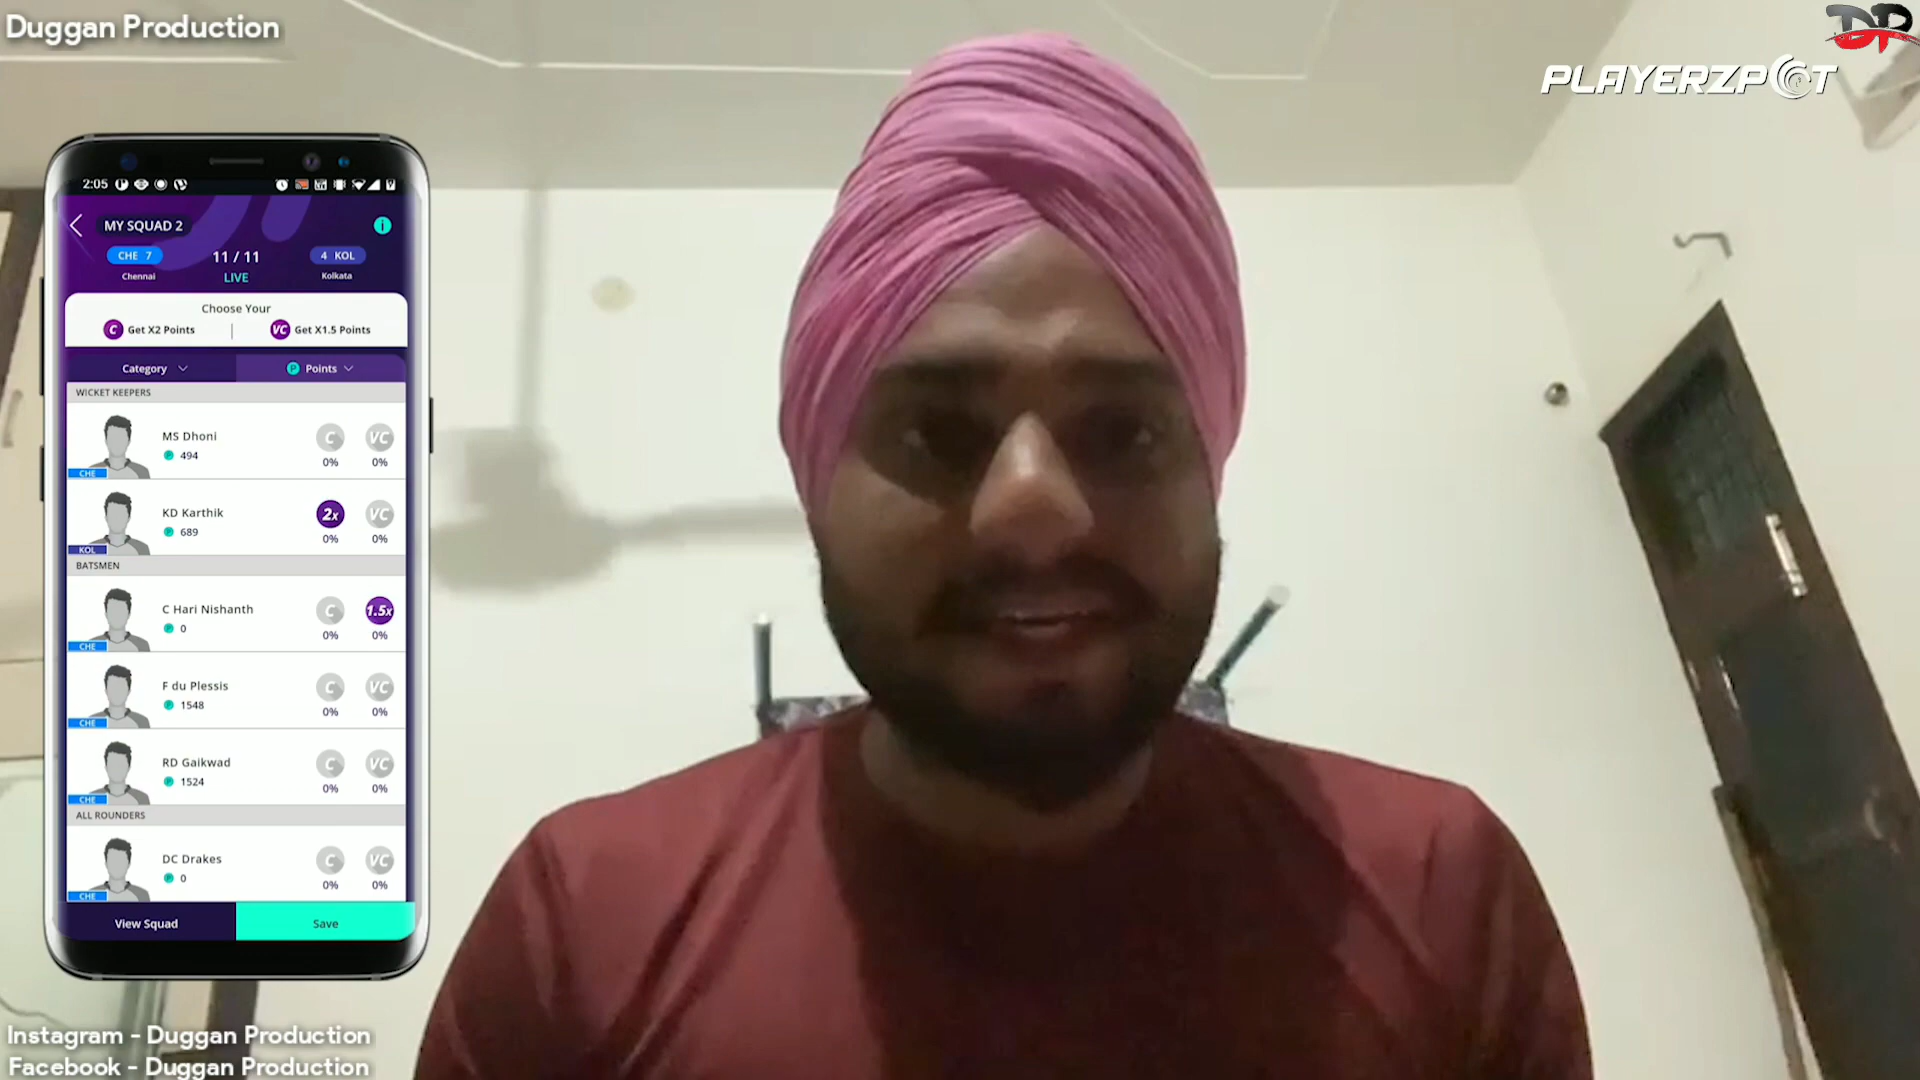 Duggan Production
DP
PLAYERZPOT
2:05
MY SQUAD 2
i
CHE 7
11 / 11
4 KOL
Chennai
LIVE
Kolkata
Choose Your
C Get X2 Points
VC Get X1.5 Points
Category
P Points
WICKET KEEPERS
MS Dhoni
C VC
P 494
0% 0%
CHE
KD Karthik
2x VC
P 689
0% 0%
KOL
BATSMEN
C Hari Nishanth
C 1.5x
P 0
0% 0%
CHE
F du Plessis
C VC
P 1548
0% 0%
CHE
RD Gaikwad
C VC
P 1524
0% 0%
CHE
ALL ROUNDERS
DC Drakes
C VC
P 0
0% 0%
CHE
View Squad
Save
Instagram - Duggan Production
Facebook - Duggan Production